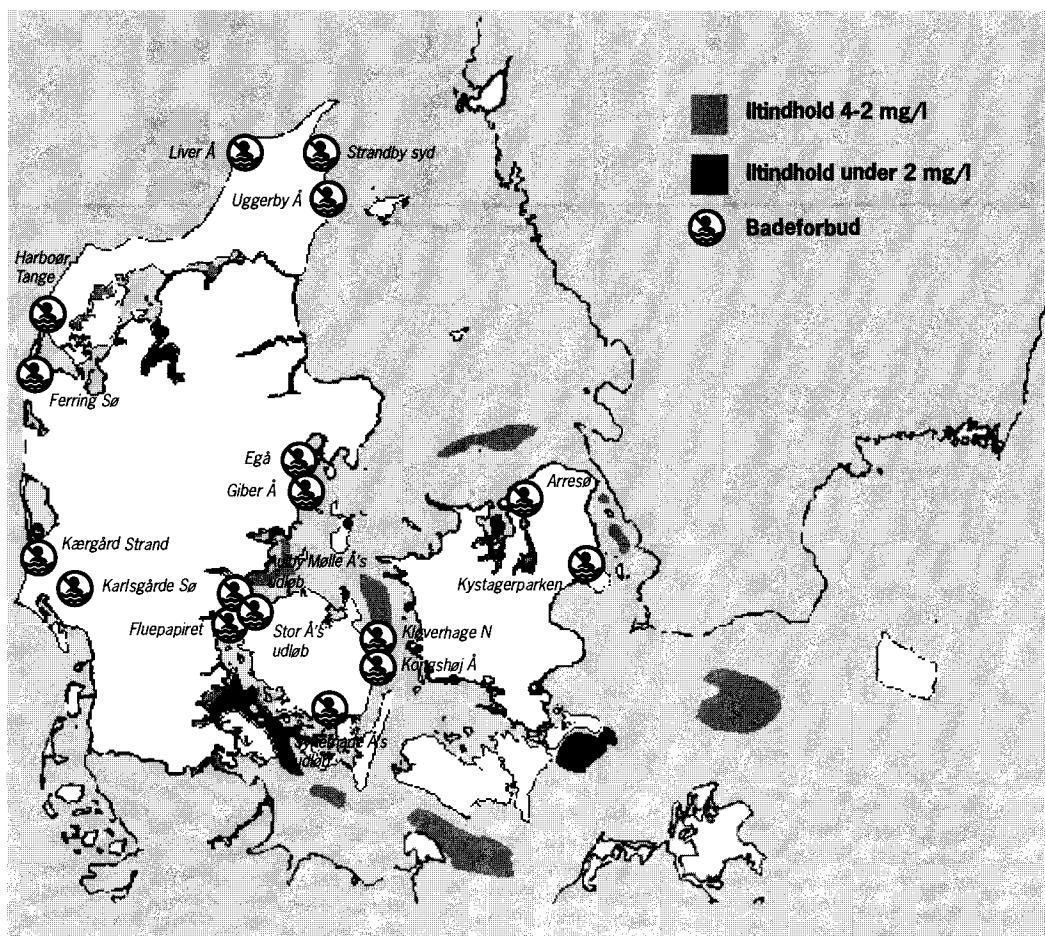 Iltindhold 4-2 mg/l
Iltindhold under 2 mg/l
Badeforbud
Liver Å
Strandby syd
Uggerby Å
Harboør
Tange
Ferring Sø
Egå
Giber Å
Arresø
Kærgård Strand
Karlsgårde Sø
Mølle Å's
udløb
Kystagerparken
Fluepapiret
Stor Å's
udløb
Kløverhage N
Kongshøj Å
Å's
udløb